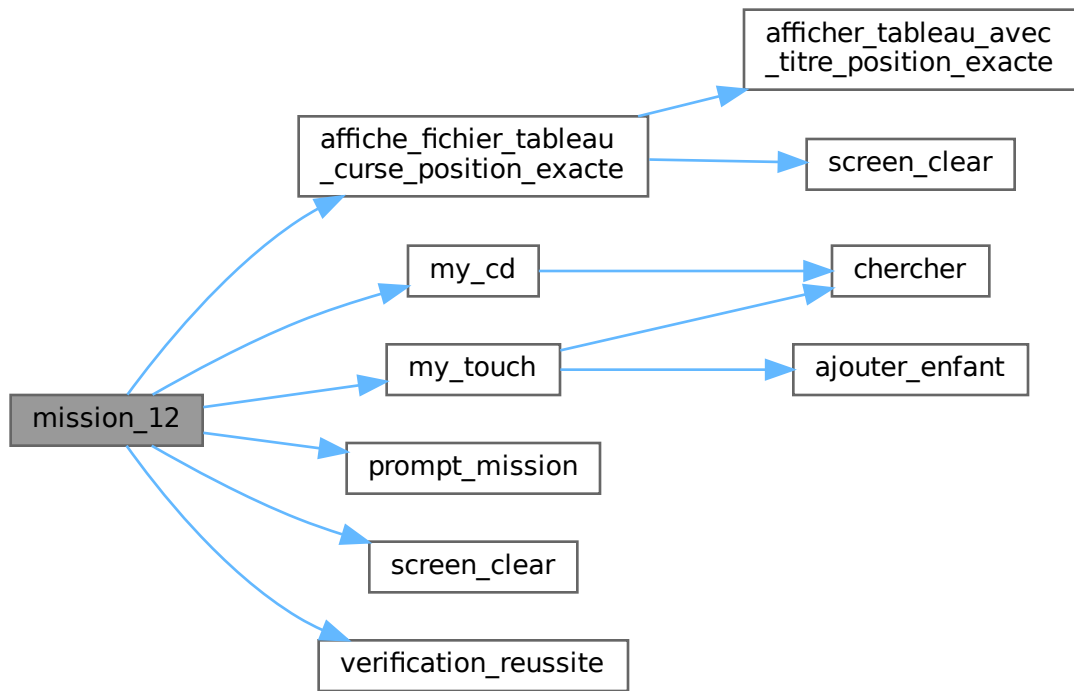 afficher_tableau_avec
_titre_position_exacte
affiche_fichier_tableau
_curse_position_exacte
screen_clear
my_cd
chercher
my_touch
ajouter_enfant
mission_12
prompt_mission
screen_clear
verification_reussite